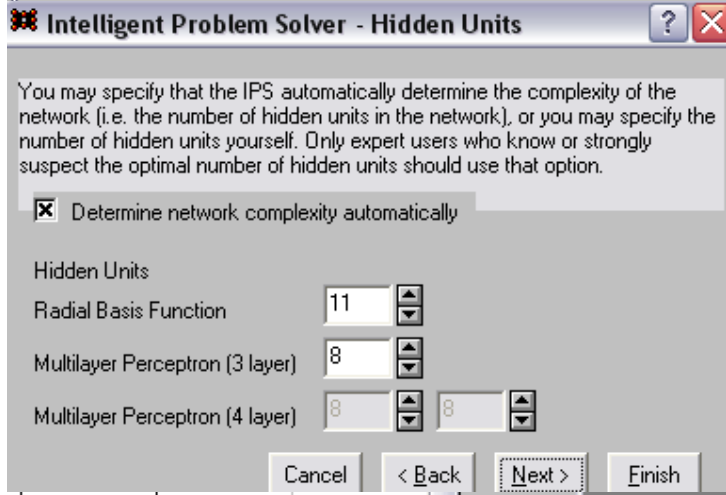 Intelligent Problem Solver - Hidden Units
You may specify that the IPS automatically determine the complexity of the
network (i.e. the number of hidden units in the network), or you may specify the
number of hidden units yourself. Only expert users who know or strongly
suspect the optimal number of hidden units should use that option.
Determine network complexity automatically
Hidden Units
Radial Basis Function 11
Multilayer Perceptron (3 layer) 8
Multilayer Perceptron (4 layer) 8 8
Cancel < Back Next > Finish